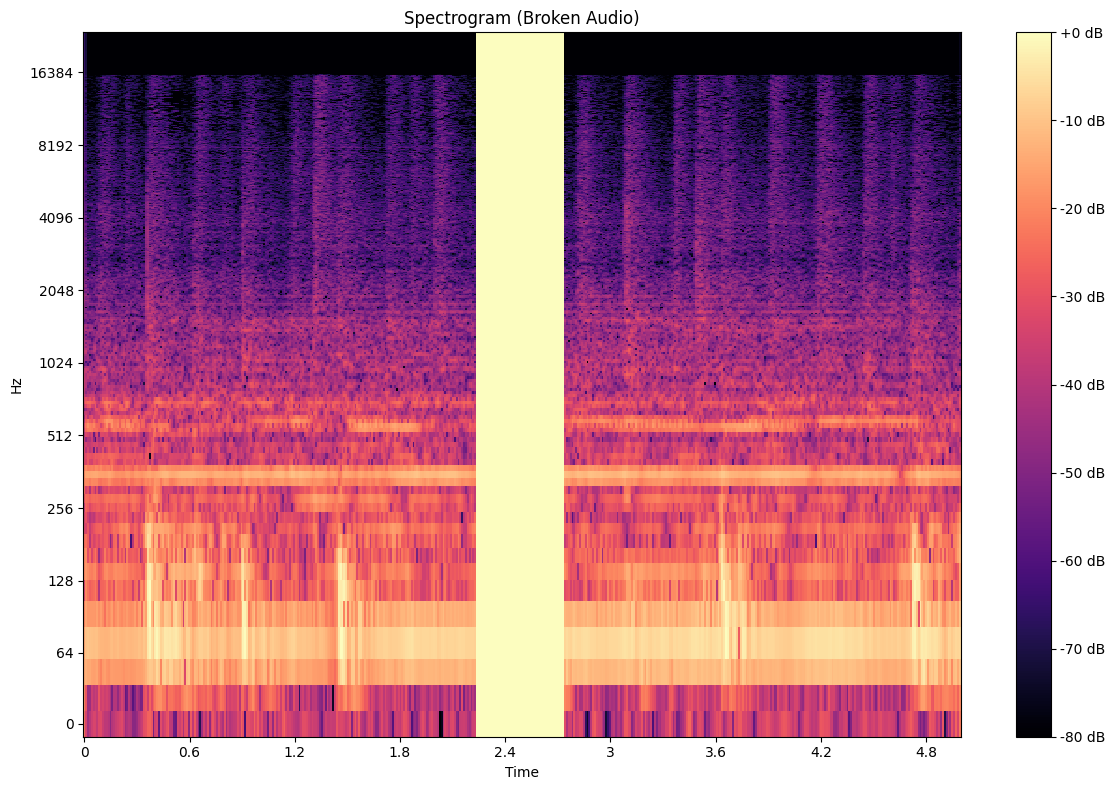 Spectrogram (Broken Audio)
Hz
16384
8192
4096
2048
1024
512
256
128
64
0
0 0.6 1.2 1.8 2.4 3 3.6 4.2 4.8
Time
+0 dB
-10 dB
-20 dB
-30 dB
-40 dB
-50 dB
-60 dB
-70 dB
-80 dB